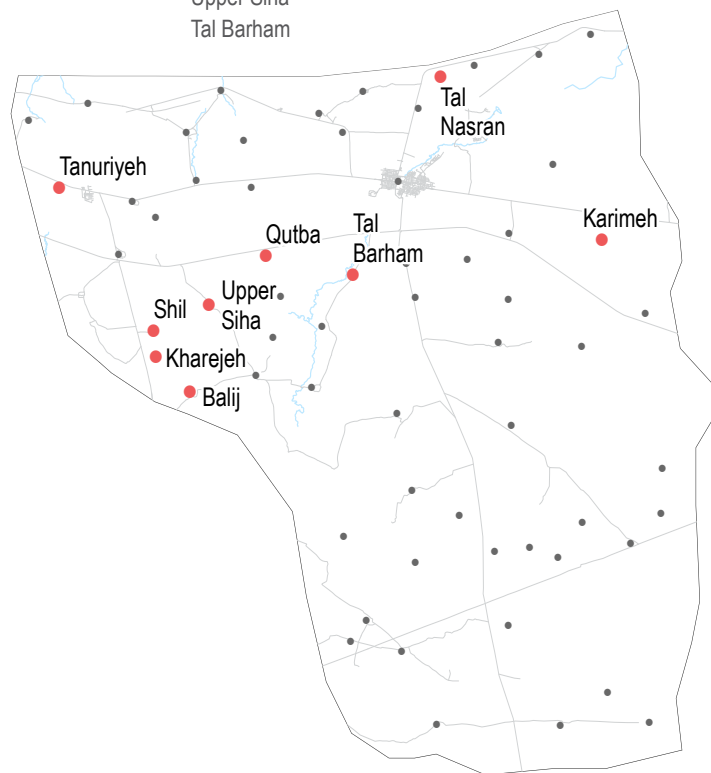 Upper Siha
Tal Barham
Tal
Nasran
Tanuriyeh
Karimeh
Tal
Barham
Qutba
Upper
Siha
Shil
Kharejeh
Balij